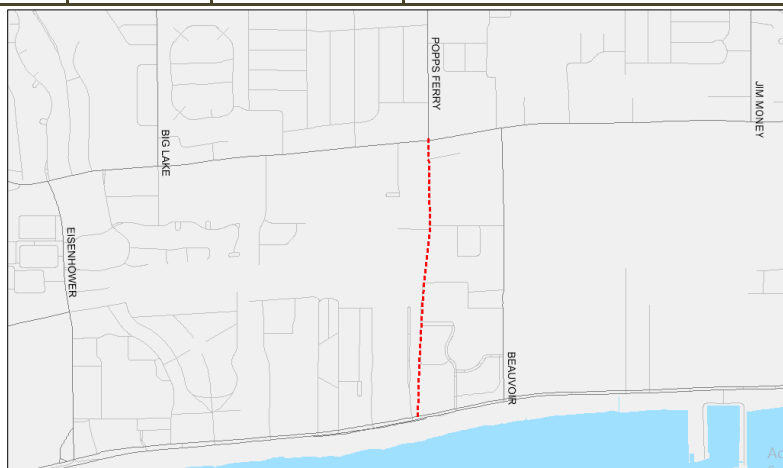 POPPS FERRY
JIM MONEY
BIG LAKE
EISENHOWER
BEAUVOIR